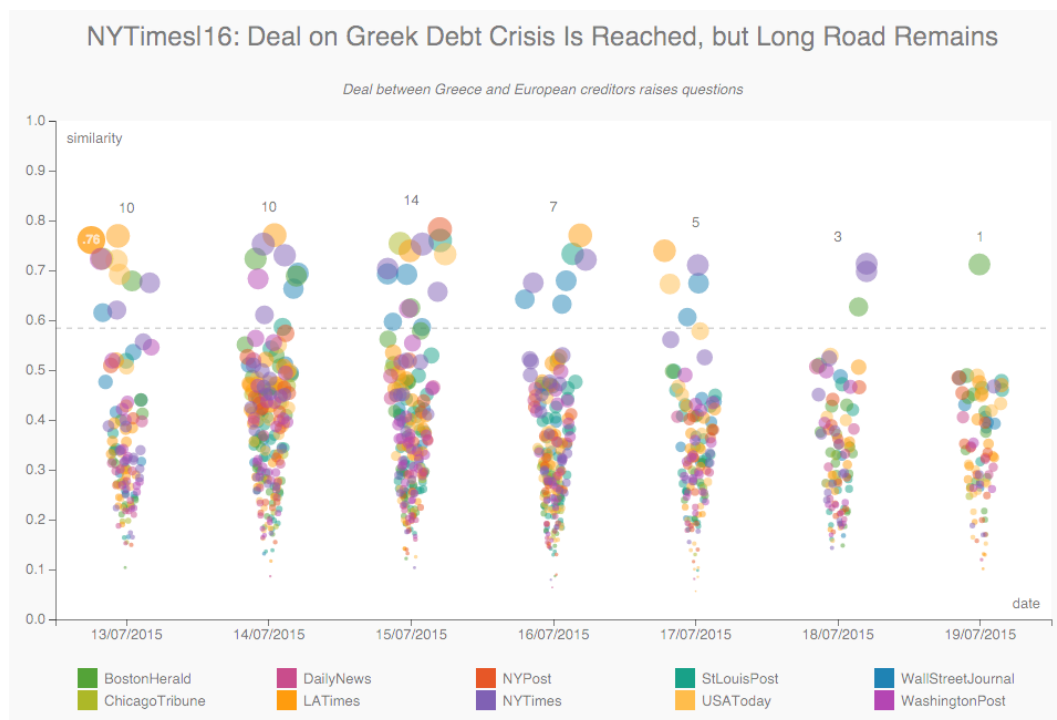 NYTimesl16: Deal on Greek Debt Crisis Is Reached, but Long Road Remains
Deal between Greece and European creditors raises questions
1.0
similarity
0.9
0.8
0.7
0.6
0.5
0.4
0.3
0.2
0.1
0.0
10
10
14
7
5
3
1
.76
date
13/07/2015
14/07/2015
15/07/2015
16/07/2015
17/07/2015
18/07/2015
19/07/2015
BostonHerald
DailyNews
NYPost
StLouisPost
WallStreetJournal
ChicagoTribune
LATimes
NYTimes
USAToday
WashingtonPost